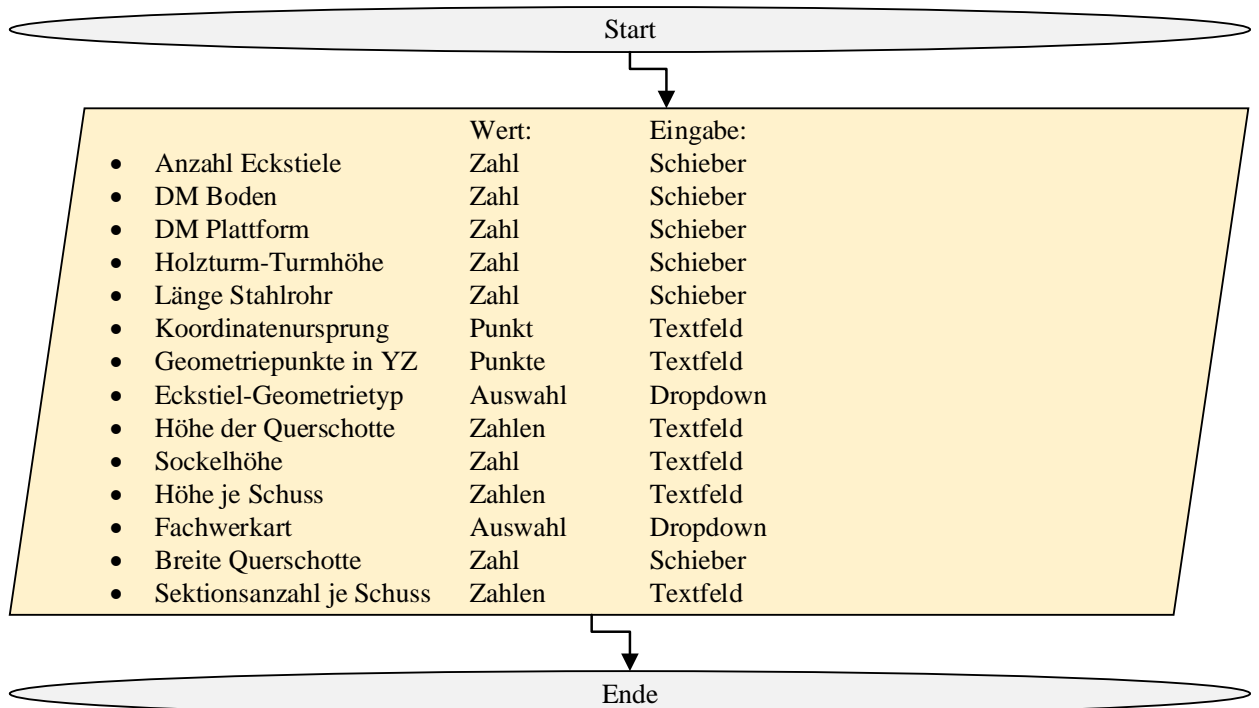 Start
Wert: Eingabe:
• Anzahl Eckstiele Zahl Schieber
• DM Boden Zahl Schieber
• DM Plattform Zahl Schieber
• Holzturm-Turmhöhe Zahl Schieber
• Länge Stahlrohr Zahl Schieber
• Koordinatenursprung Punkt Textfeld
• Geometriepunkte in YZ Punkte Textfeld
• Eckstiel-Geometrietyp Auswahl Dropdown
• Höhe der Querschotte Zahlen Textfeld
• Sockelhöhe Zahl Textfeld
• Höhe je Schuss Zahlen Textfeld
• Fachwerkart Auswahl Dropdown
• Breite Querschotte Zahl Schieber
• Sektionsanzahl je Schuss Zahlen Textfeld
Ende